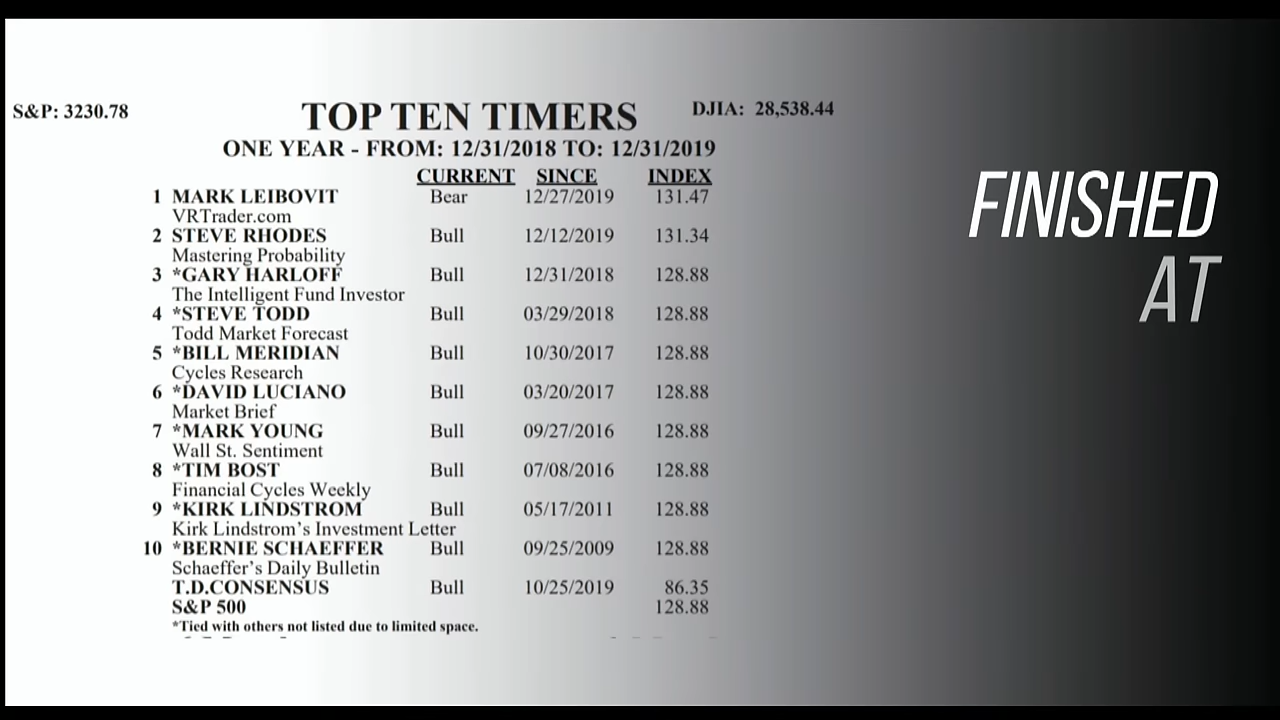 S&P: 3230.78
TOP TEN TIMERS
DJIA: 28,538.44
ONE YEAR - FROM: 12/31/2018 TO: 12/31/2019
CURRENT SINCE INDEX
1 MARK LEIBOVIT Bear 12/27/2019 131.47
VRTrader.com
2 STEVE RHODES Bull 12/12/2019 131.34
Mastering Probability
3 *GARY HARLOFF Bull 12/31/2018 128.88
The Intelligent Fund Investor
4 *STEVE TODD Bull 03/29/2018 128.88
Todd Market Forecast
5 *BILL MERIDIAN Bull 10/30/2017 128.88
Cycles Research
6 *DAVID LUCIANO Bull 03/20/2017 128.88
Market Brief
7 *MARK YOUNG Bull 09/27/2016 128.88
Wall St. Sentiment
8 *TIM BOST Bull 07/08/2016 128.88
Financial Cycles Weekly
9 *KIRK LINDSTROM Bull 05/17/2011 128.88
Kirk Lindstrom's Investment Letter
10 *BERNIE SCHAEFFER Bull 09/25/2009 128.88
Schaeffer's Daily Bulletin
T.D.CONSENSUS Bull 10/25/2019 86.35
S&P 500 128.88
*Tied with others not listed due to limited space.
FINISHED
AT